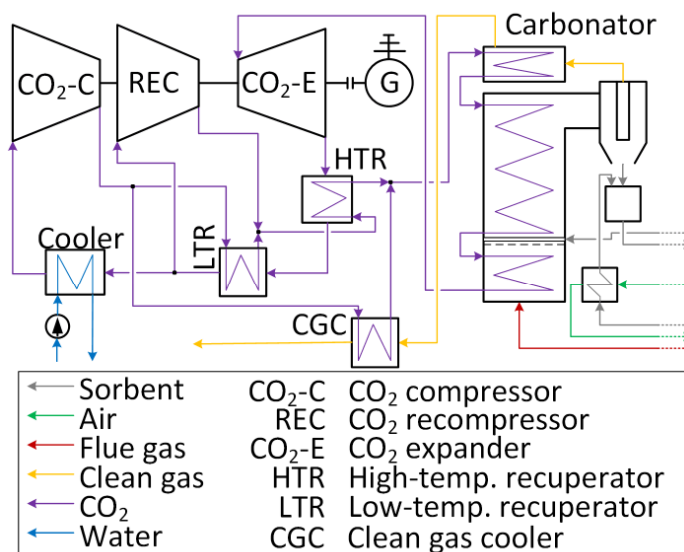 Carbonator
CO₂-C
REC
CO₂-E
G
HTR
LTR
Cooler
CGC
Sorbent CO₂-C CO₂ compressor
Air REC CO₂ recompressor
Flue gas CO₂-E CO₂ expander
Clean gas HTR High-temp. recuperator
CO₂ LTR Low-temp. recuperator
Water CGC Clean gas cooler